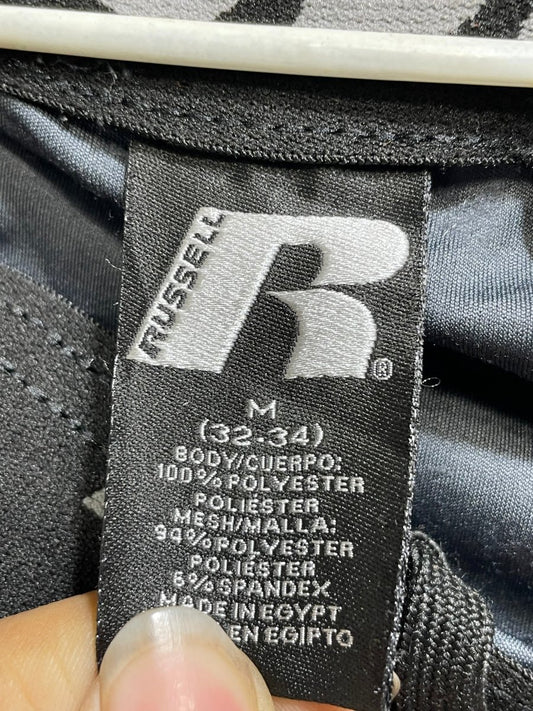 RUSSELL
R®
M
(32-34)
BODY/CUERPO:
100% POLYESTER
POLIESTER
MESH/MALLA:
94% POLYESTER
POLIESTER
6% SPANDEX
MADE IN EGYPT
EN EGIPTO